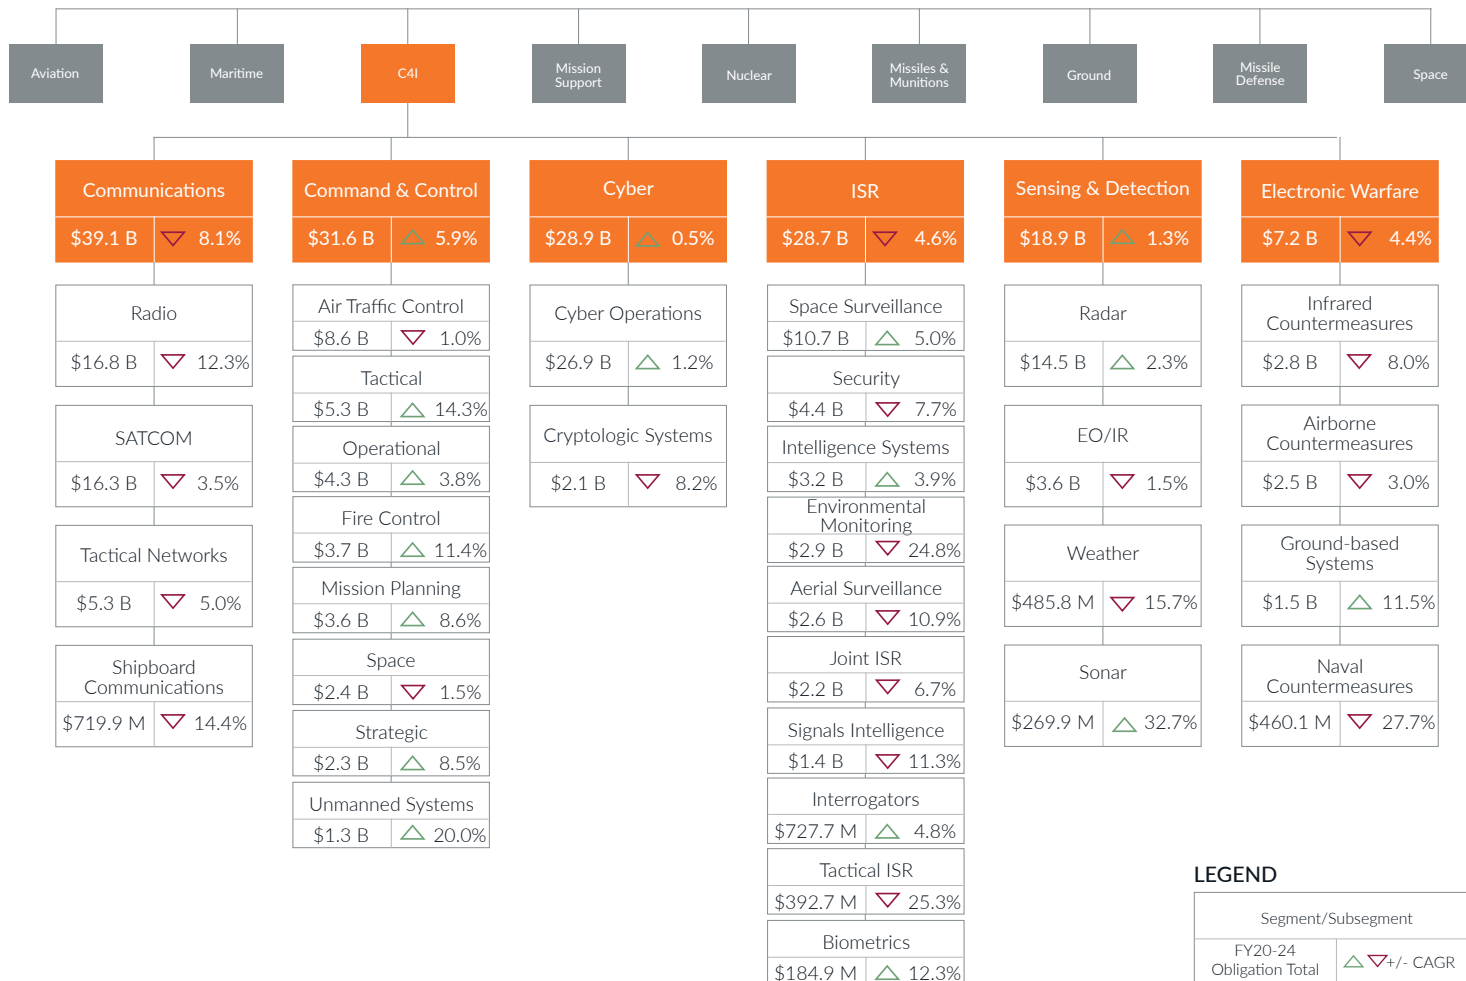 Aviation
Maritime
C4I
Mission
Support
Nuclear
Missiles &
Munitions
Ground
Missile
Defense
Space
Communications
$39.1 B 8.1%
Radio
$16.8 B 12.3%
SATCOM
$16.3 B 3.5%
Tactical Networks
$5.3 B 5.0%
Shipboard
Communications
$719.9 M 14.4%
Command & Control
$31.6 B 5.9%
Air Traffic Control
$8.6 B 1.0%
Tactical
$5.3 B 14.3%
Operational
$4.3 B 3.8%
Fire Control
$3.7 B 11.4%
Mission Planning
$3.6 B 8.6%
Space
$2.4 B 1.5%
Strategic
$2.3 B 8.5%
Unmanned Systems
$1.3 B 20.0%
Cyber
$28.9 B 0.5%
Cyber Operations
$26.9 B 1.2%
Cryptologic Systems
$2.1 B 8.2%
ISR
$28.7 B 4.6%
Space Surveillance
$10.7 B 5.0%
Security
$4.4 B 7.7%
Intelligence Systems
$3.2 B 3.9%
Environmental
Monitoring
$2.9 B 24.8%
Aerial Surveillance
$2.6 B 10.9%
Joint ISR
$2.2 B 6.7%
Signals Intelligence
$1.4 B 11.3%
Interrogators
$727.7 M 4.8%
Tactical ISR
$392.7 M 25.3%
Biometrics
$184.9 M 12.3%
Sensing & Detection
$18.9 B 1.3%
Radar
$14.5 B 2.3%
EO/IR
$3.6 B 1.5%
Weather
$485.8 M 15.7%
Sonar
$269.9 M 32.7%
Electronic Warfare
$7.2 B 4.4%
Infrared
Countermeasures
$2.8 B 8.0%
Airborne
Countermeasures
$2.5 B 3.0%
Ground-based
Systems
$1.5 B 11.5%
Naval
Countermeasures
$460.1 M 27.7%
LEGEND
Segment/Subsegment
FY20-24
Obligation Total
+/- CAGR